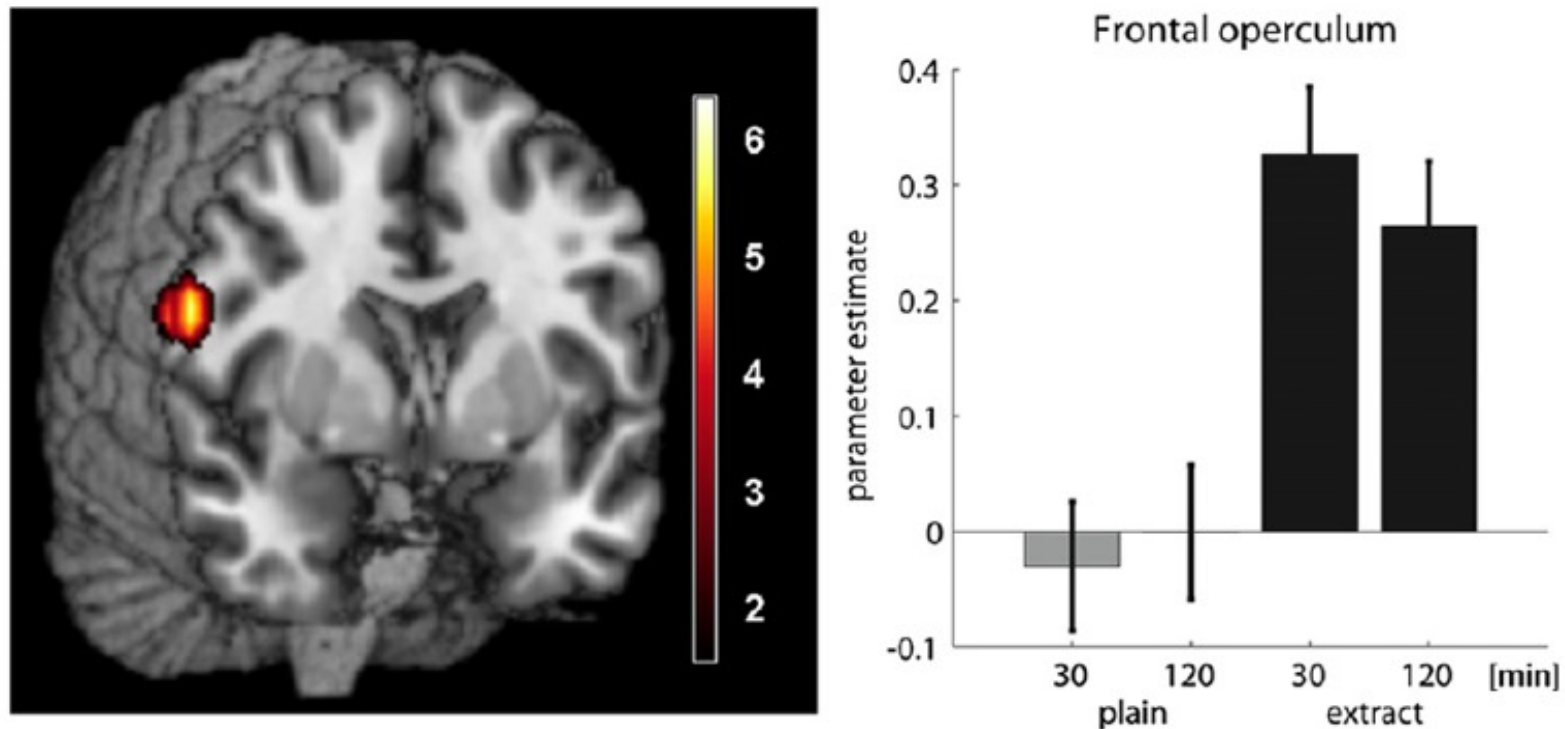 6
5
4
3
2
Frontal operculum
parameter estimate
0.4
0.3
0.2
0.1
0
-0.1
30 120 30 120 [min]
plain extract